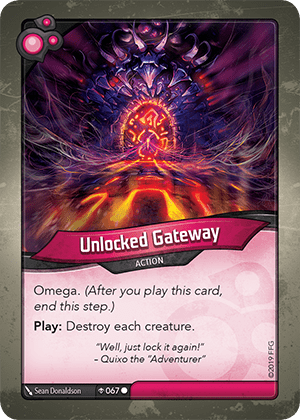 Unlocked Gateway
ACTION
Omega. (After you play this card,
end this step.)
Play: Destroy each creature.
"Well, just lock it again!"
- Quixo the "Adventurer"
©2019 FFG
Sean Donaldson
067